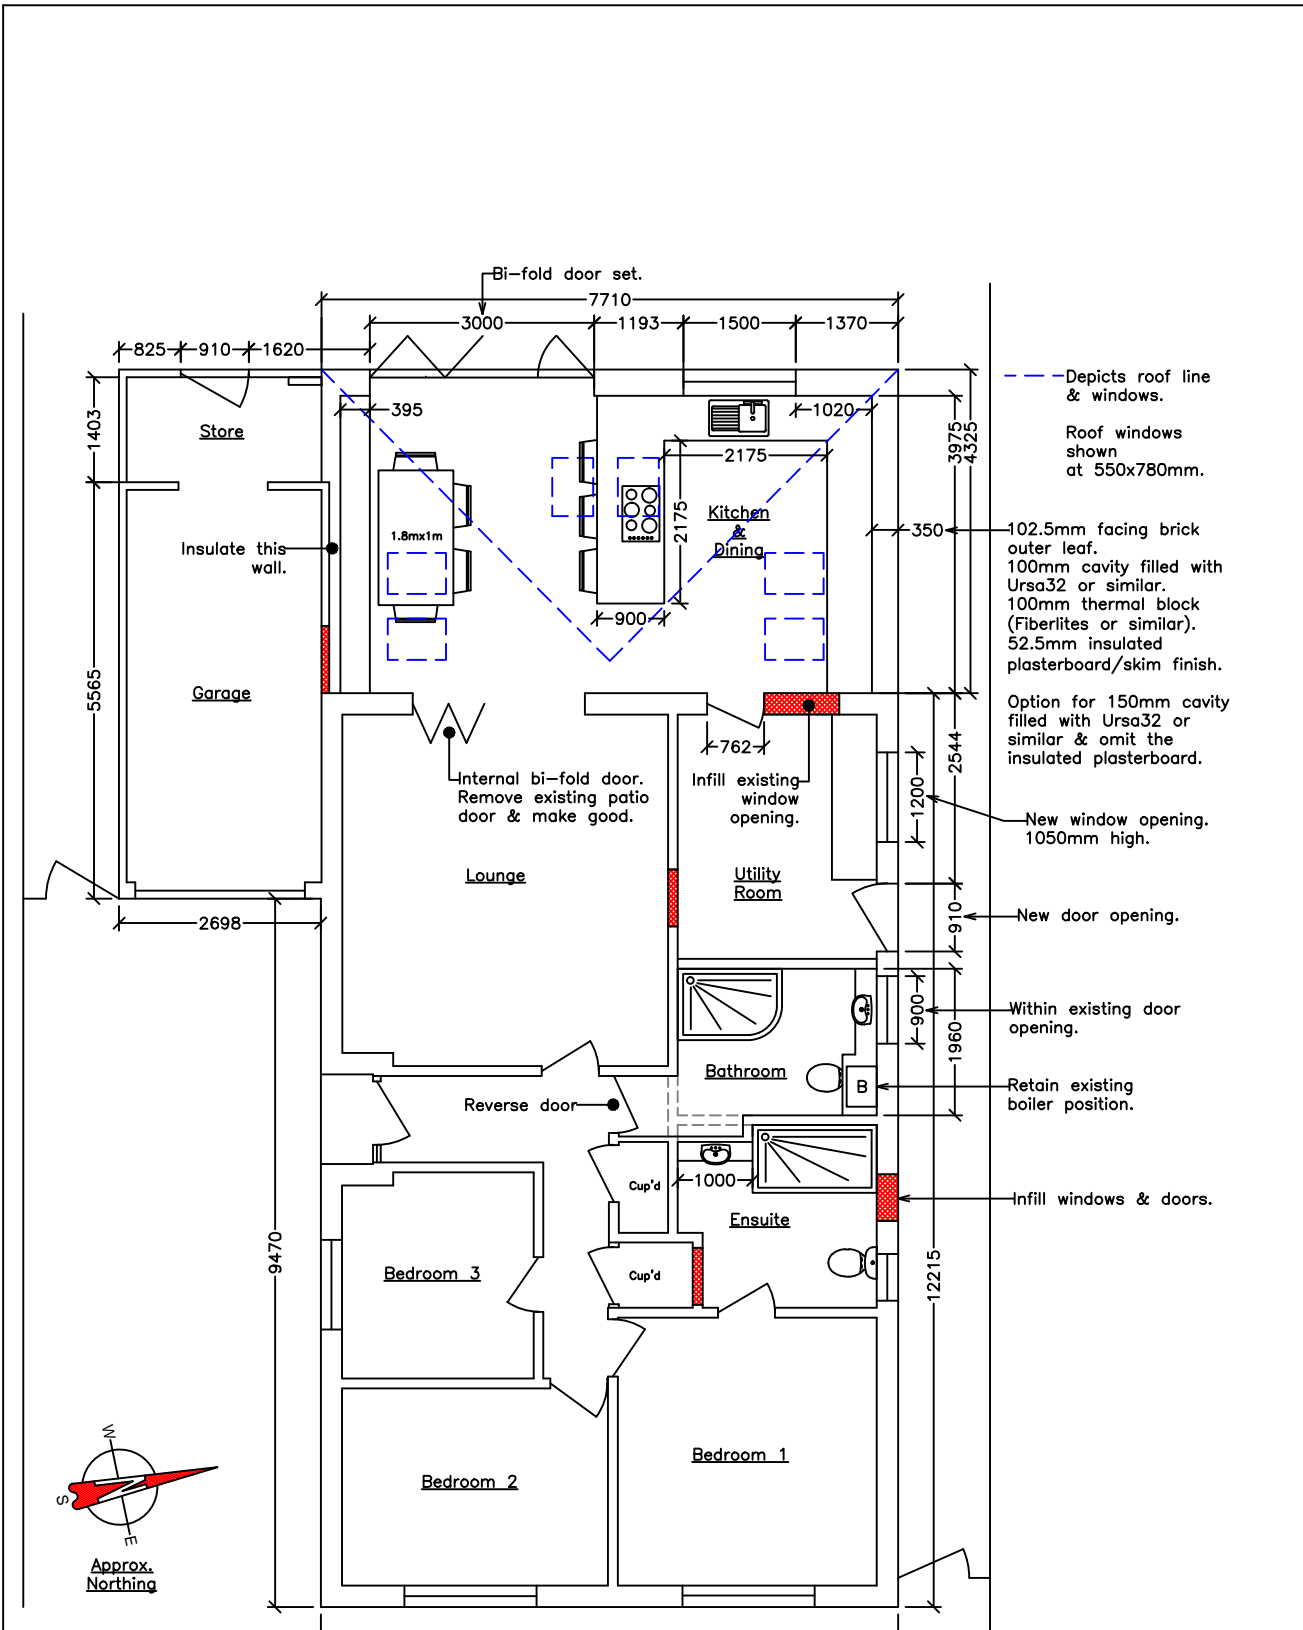 Bi-fold door set.
7710
3000
1193
1500
1370
825
910
1620
Depicts roof line
& windows.
395
1020
1403
Store
3975
4325
Roof windows
shown
at 550x780mm.
2175
2175
Kitchen
&
Dining
1.8mx1m
Insulate this
wall.
350
102.5mm facing brick
outer leaf.
100mm cavity filled with
Ursa32 or similar.
100mm thermal block
(Fiberlites or similar).
52.5mm insulated
plasterboard/skim finish.
900
5565
Garage
Option for 150mm cavity
filled with Ursa32 or
similar & omit the
insulated plasterboard.
762
2544
Internal bi-fold door.
Remove existing patio
door & make good.
Infill existing
window
opening.
1200
New window opening.
1050mm high.
Lounge
Utility
Room
2698
910
New door opening.
900
Within existing door
opening.
1960
Bathroom
B
Retain existing
boiler position.
Reverse door
Cup'd
1000
Infill windows & doors.
Ensuite
9470
12215
Bedroom 3
Cup'd
Bedroom 1
Bedroom 2
W
S
E
Approx.
Northing